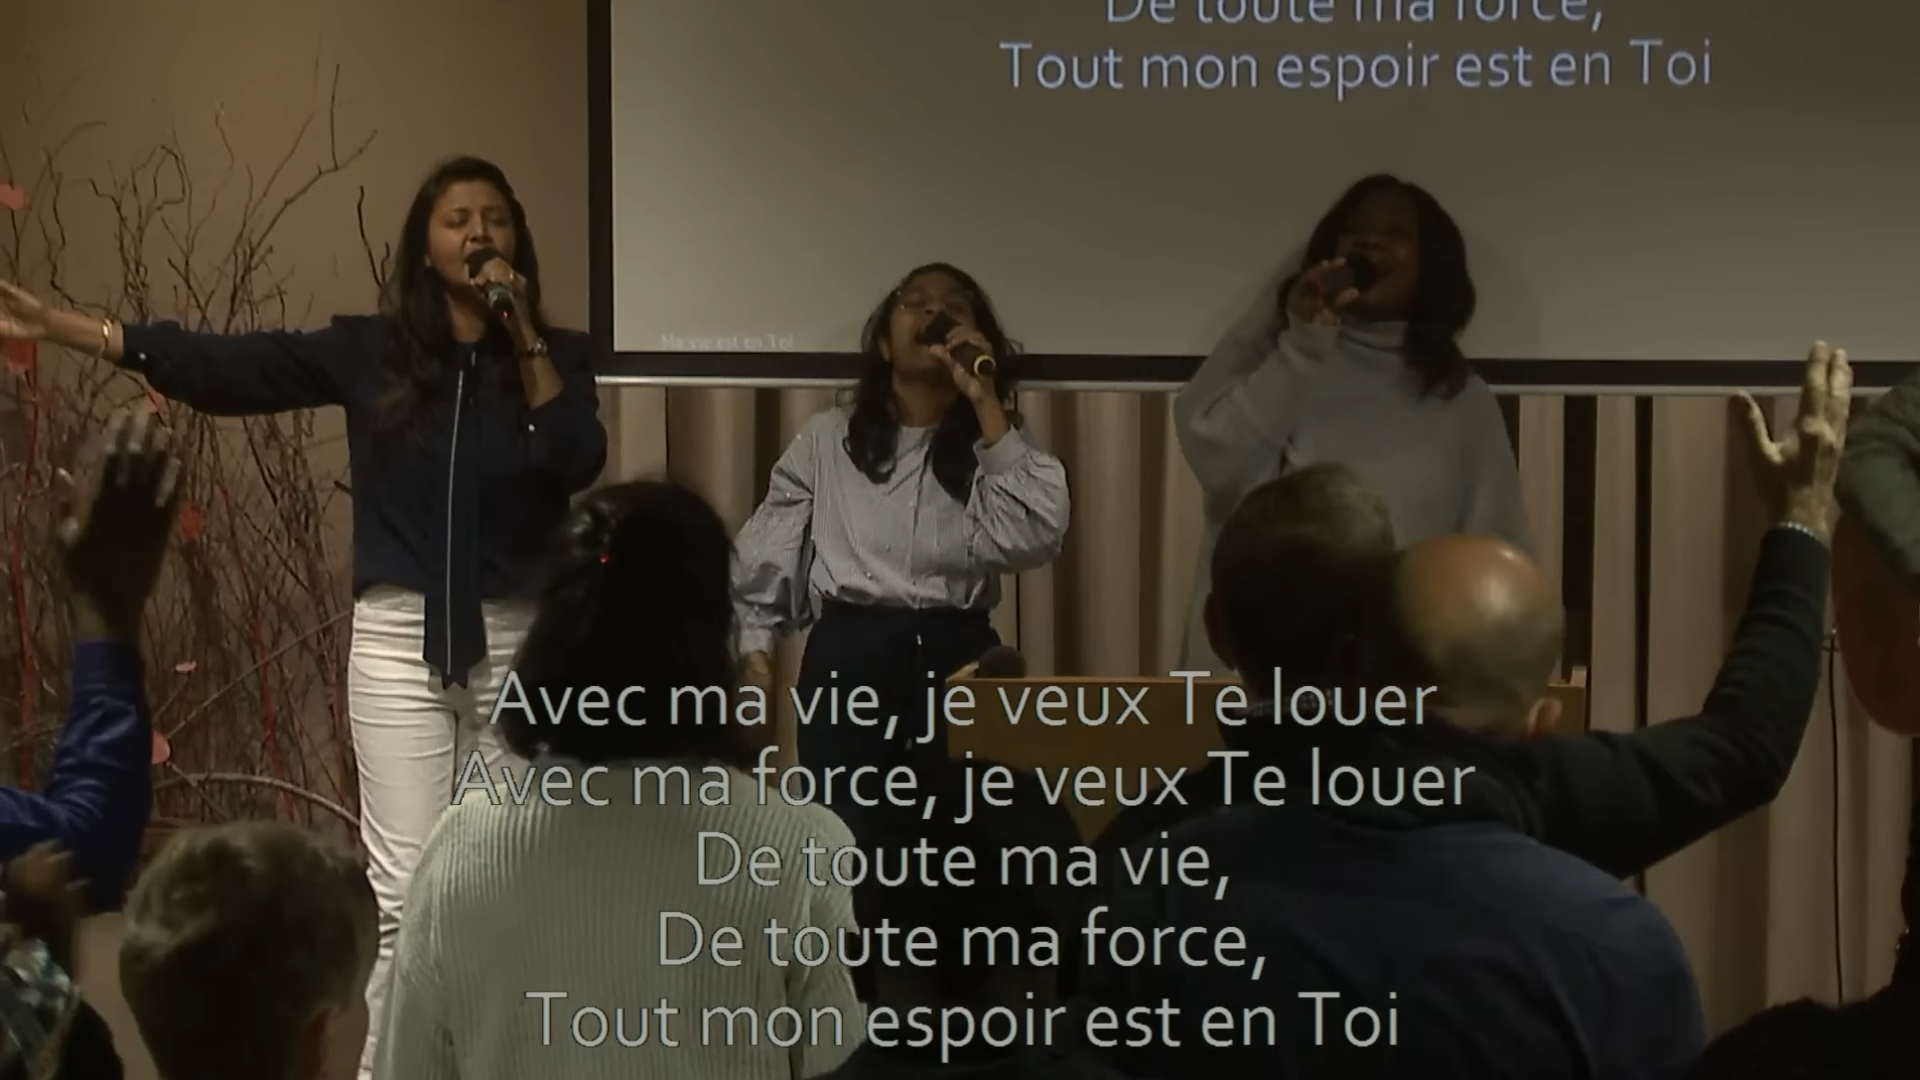 De toute ma force,
Tout mon espoir est en Toi
Ma vie est en Toi
Avec ma vie, je veux Te louer
Avec ma force, je veux Te louer
De toute ma vie,
De toute ma force,
Tout mon espoir est en Toi